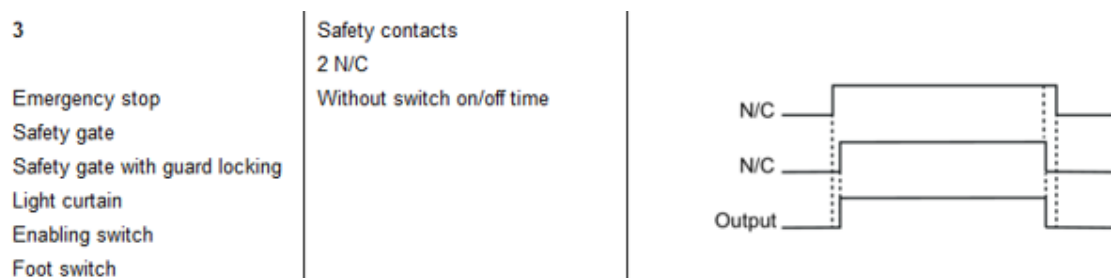 3
Emergency stop
Safety gate
Safety gate with guard locking
Light curtain
Enabling switch
Foot switch
Safety contacts
2 N/C
Without switch on/off time
N/C
N/C
Output